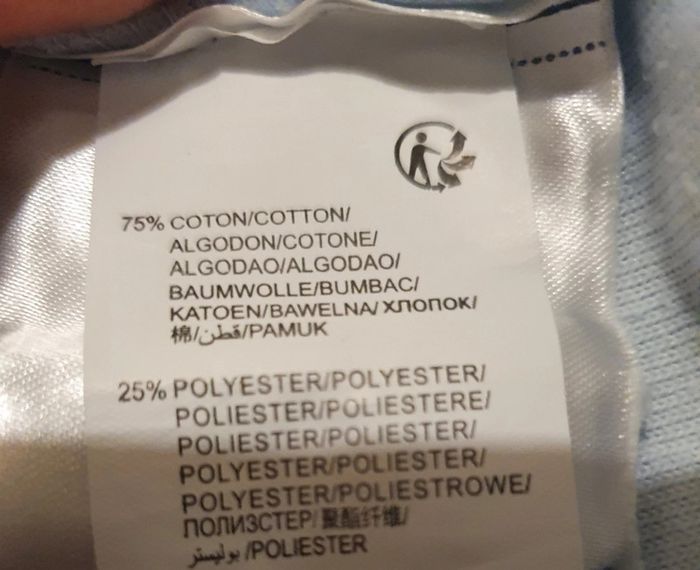 75% COTON/COTTON/
ALGODON/COTONE/
ALGODAO/ALGODAO/
BAUMWOLLE/BUMBAC/
KATOEN/BAWELNA/ ХЛОПОК/
棉/قطن/PAMUK
25% POLYESTER/POLYESTER/
POLIESTER/POLIESTERE/
POLIESTER/POLIESTER/
POLYESTER/POLIESTER/
POLYESTER/POLIESTROWE/
ПОЛИЭСТЕР/聚酯纤维/
بوليستر/POLIESTER